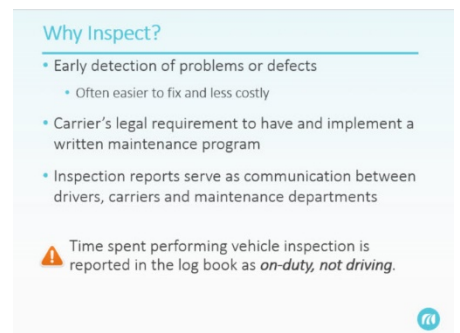 Why Inspect?
• Early detection of problems or defects
• Often easier to fix and less costly
• Carrier's legal requirement to have and implement a
written maintenance program
• Inspection reports serve as communication between
drivers, carriers and maintenance departments
Time spent performing vehicle inspection is
reported in the log book as on-duty, not driving.